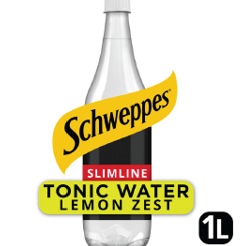 Schweppes
SLIMLINE
TONIC WATER
LEMON ZEST
1L